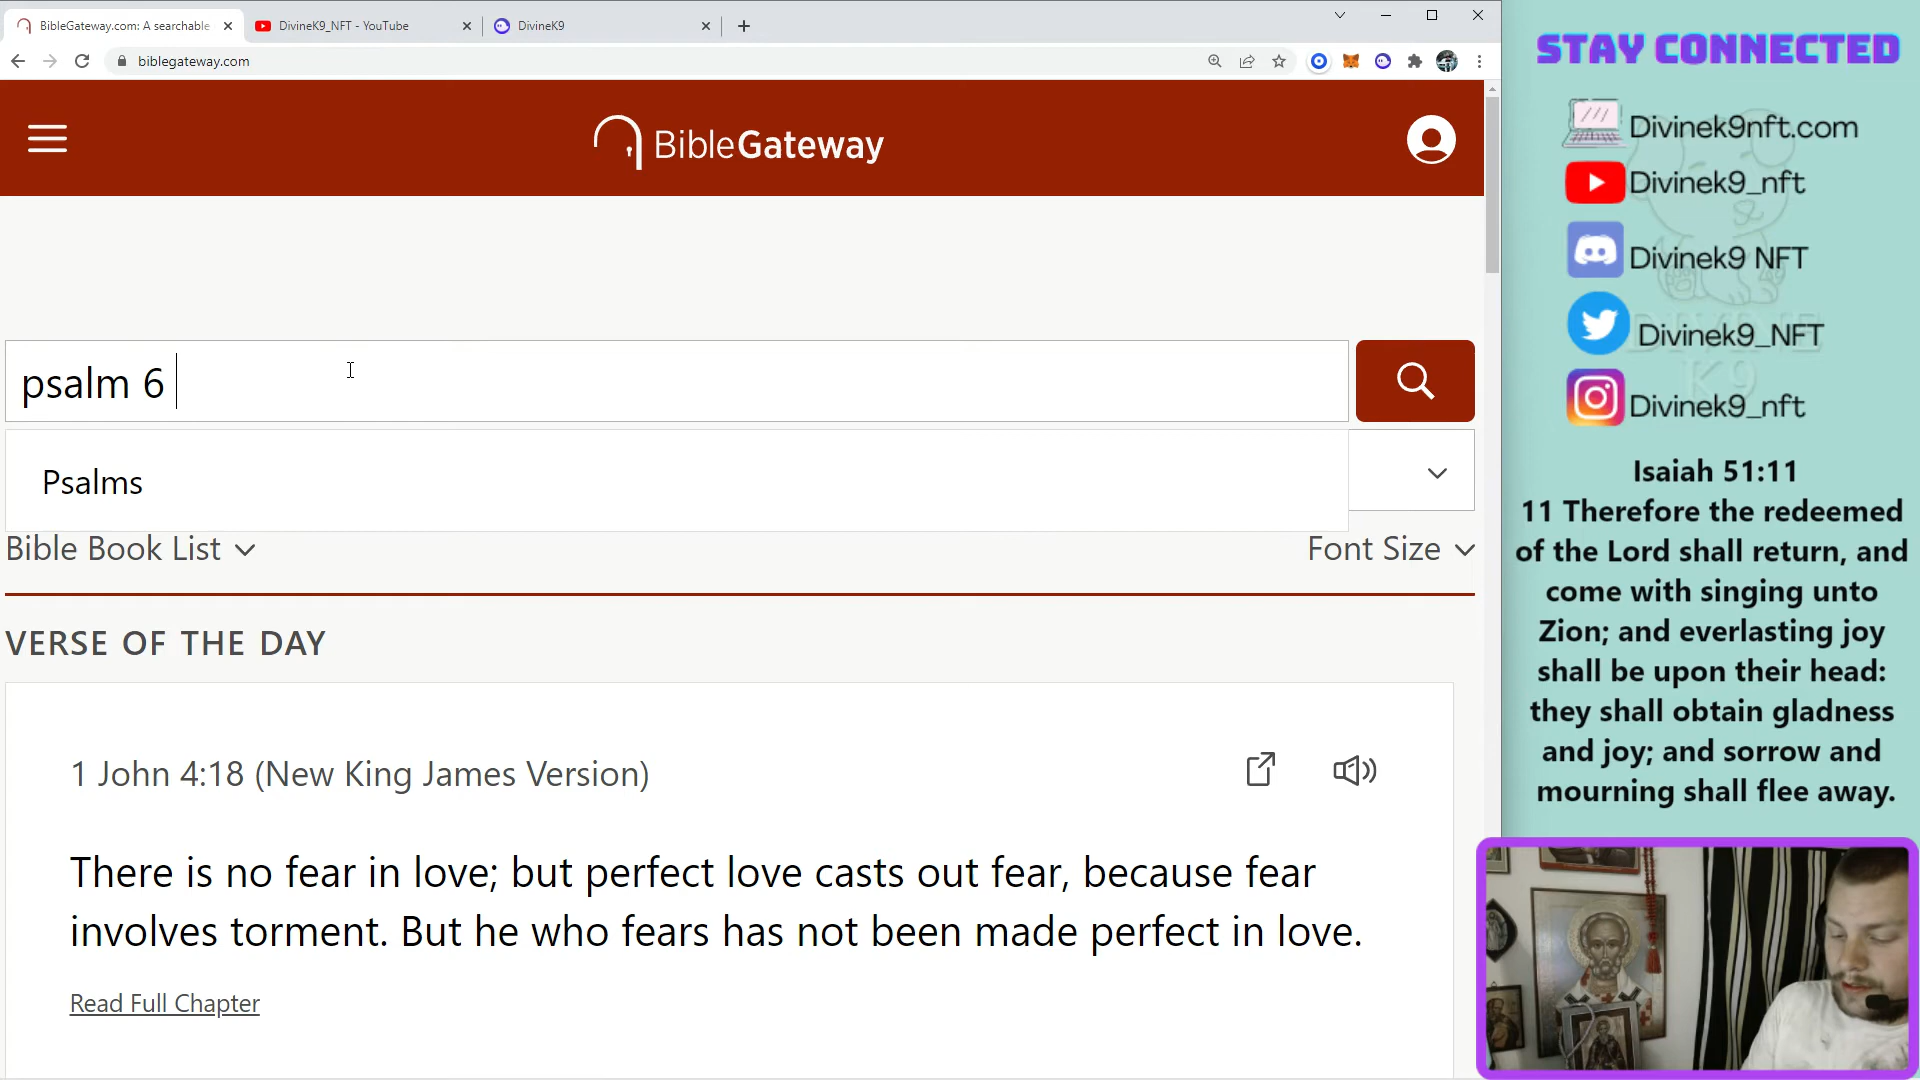 BibleGateway.com: A searchable
DivineK9_NFT - YouTube
DivineK9
biblegateway.com
BibleGateway
psalm 6
Psalms
Bible Book List
Font Size
VERSE OF THE DAY
1 John 4:18 (New King James Version)
There is no fear in love; but perfect love casts out fear, because fear
involves torment. But he who fears has not been made perfect in love.
Read Full Chapter
STAY CONNECTED
Divinek9nft.com
Divinek9_nft
Divinek9 NFT
Divinek9_NFT
Divinek9_nft
DIVINE
K9
Isaiah 51:11
11 Therefore the redeemed
of the Lord shall return, and
come with singing unto
Zion; and everlasting joy
shall be upon their head:
they shall obtain gladness
and joy; and sorrow and
mourning shall flee away.